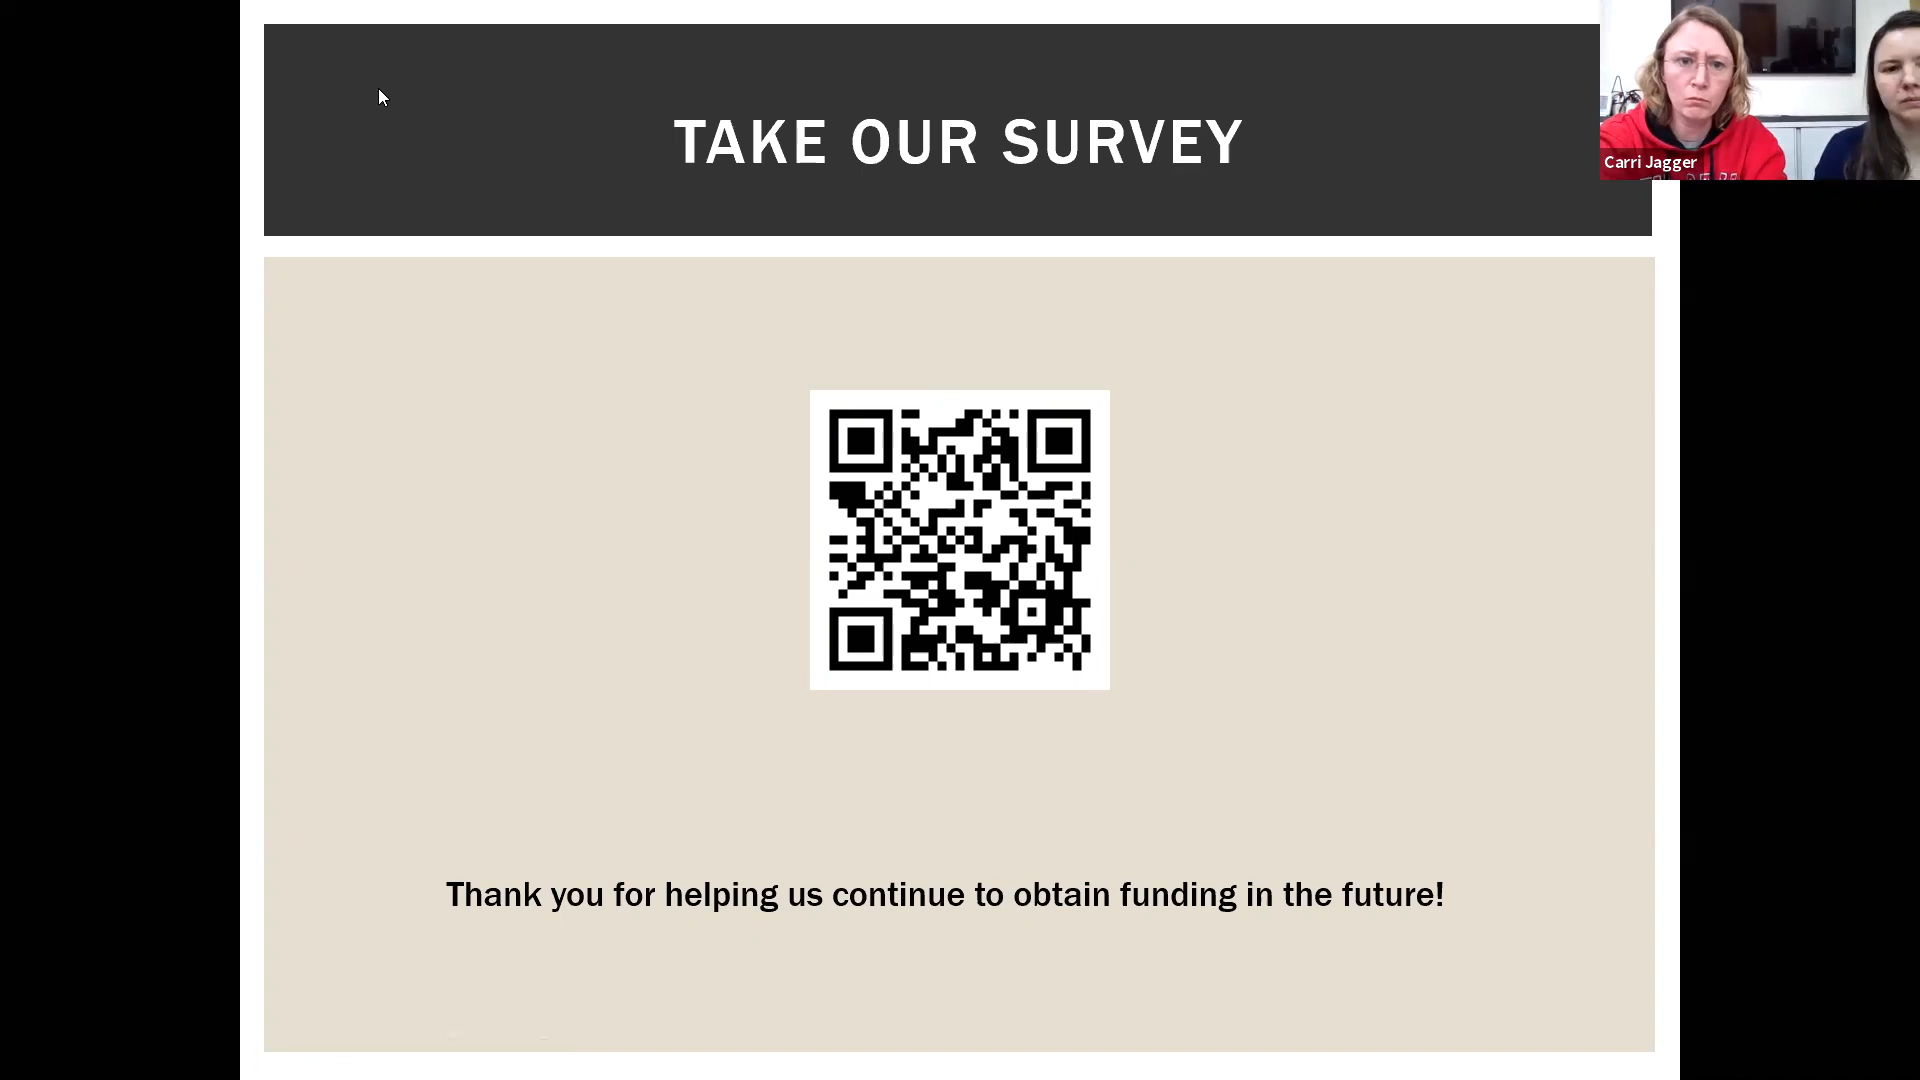 TAKE OUR SURVEY
Carri Jagger
Thank you for helping us continue to obtain funding in the future!